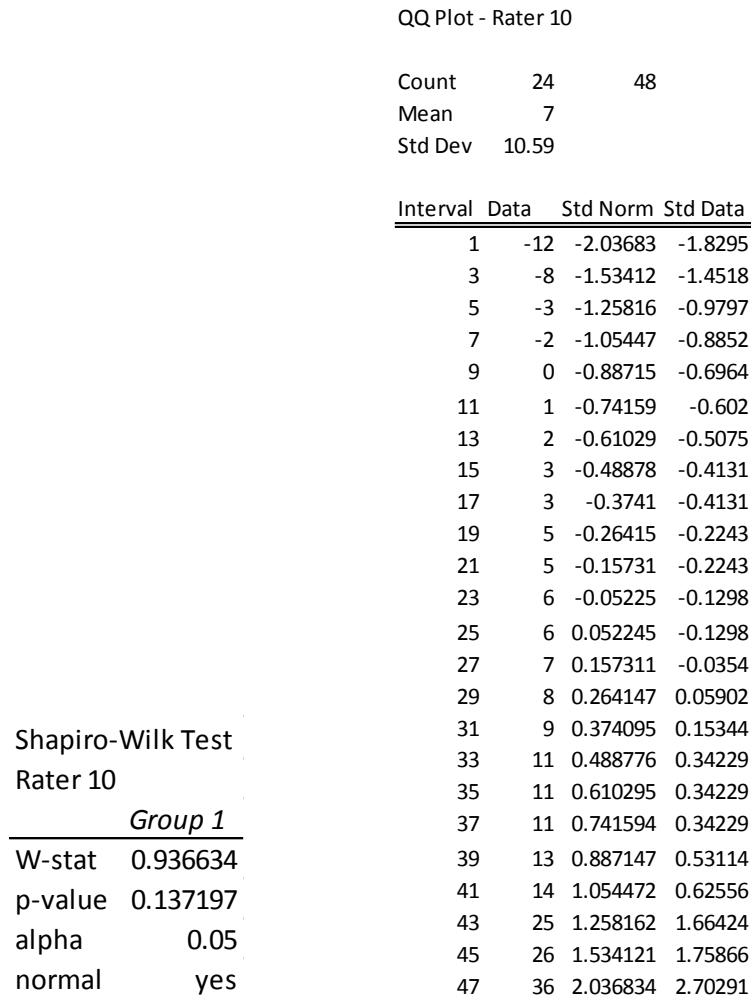 QQ Plot - Rater 10
Count 24 48
Mean 7
Std Dev 10.59
Interval Data Std Norm Std Data
1 -12 -2.03683 -1.8295
3 -8 -1.53412 -1.4518
5 -3 -1.25816 -0.9797
7 -2 -1.05447 -0.8852
9 0 -0.88715 -0.6964
11 1 -0.74159 -0.602
13 2 -0.61029 -0.5075
15 3 -0.48878 -0.4131
17 3 -0.3741 -0.4131
19 5 -0.26415 -0.2243
21 5 -0.15731 -0.2243
23 6 -0.05225 -0.1298
25 6 0.052245 -0.1298
27 7 0.157311 -0.0354
29 8 0.264147 0.05902
31 9 0.374095 0.15344
33 11 0.488776 0.34229
35 11 0.610295 0.34229
37 11 0.741594 0.34229
39 13 0.887147 0.53114
41 14 1.054472 0.62556
43 25 1.258162 1.66424
45 26 1.534121 1.75866
47 36 2.036834 2.70291
Shapiro-Wilk Test
Rater 10
Group 1
W-stat 0.936634
p-value 0.137197
alpha 0.05
normal yes